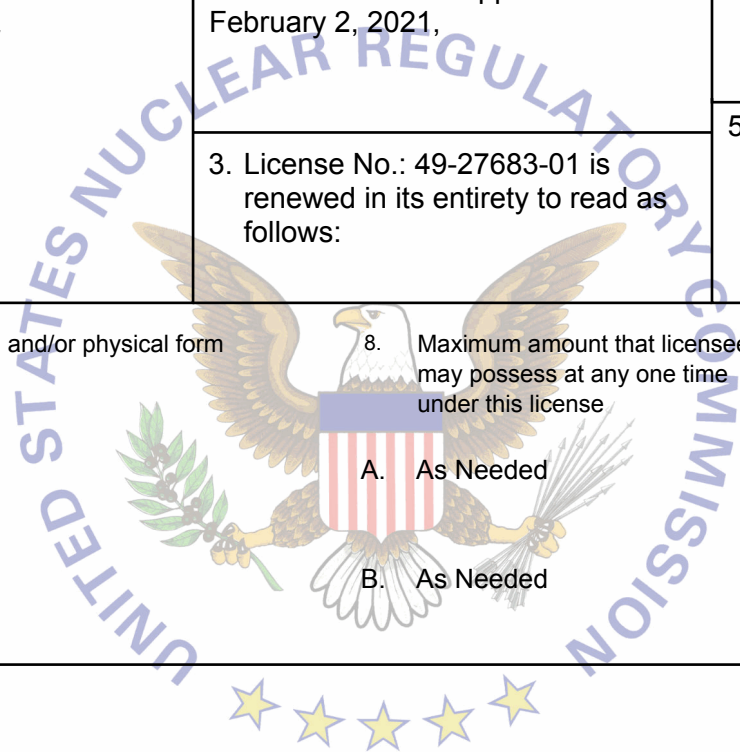 February 2, 2021,
5
3. License No.: 49-27683-01 is
renewed in its entirety to read as
follows:
and/or physical form
8. Maximum amount that licensee
may possess at any one time
under this license
A. As Needed
B. As Needed
UNITED STATES NUCLEAR REGULATORY COMMISSION